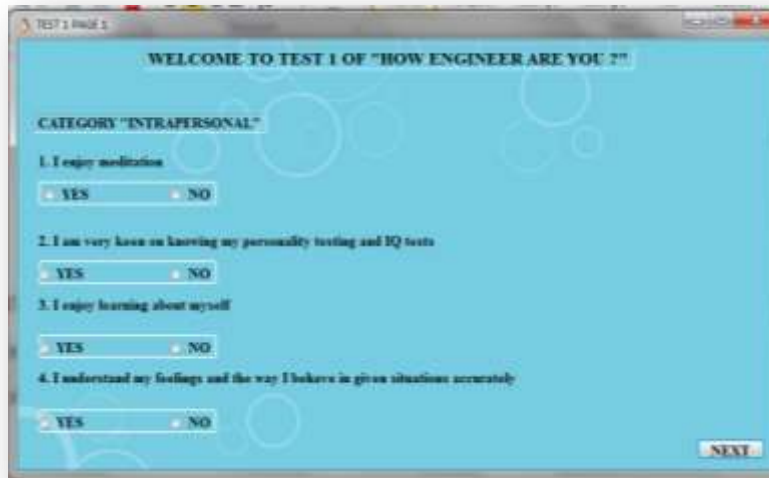 TEST 1 PAGE 1
WELCOME TO TEST 1 OF "HOW ENGINEER ARE YOU ?"
CATEGORY "INTRAPERSONAL"
1. I enjoy meditation
YES NO
2. I am very keen on knowing my personality testing and IQ tests
YES NO
3. I enjoy learning about myself
YES NO
4. I understand my feelings and the way I behave in given situations accurately
YES NO
NEXT